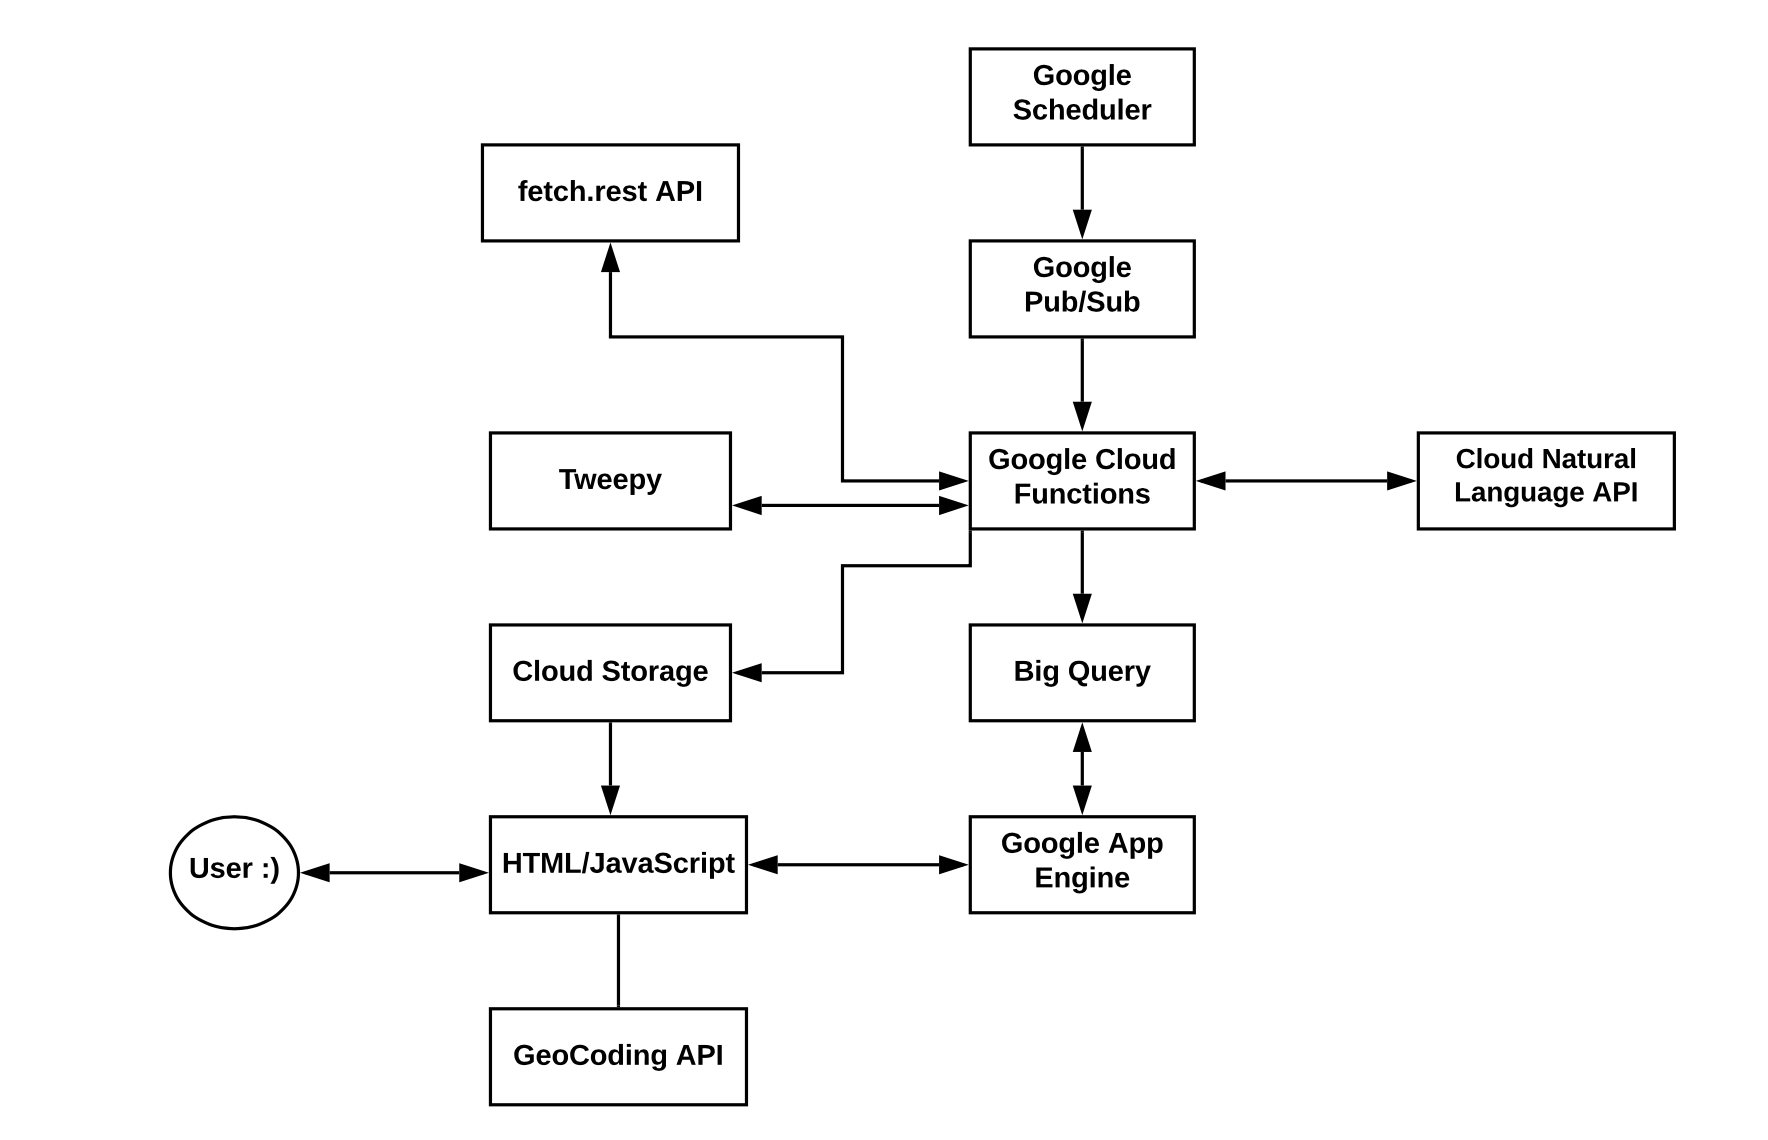 Google
Scheduler
fetch.rest API
Google
Pub/Sub
Tweepy
Google Cloud
Functions
Cloud Natural
Language API
Cloud Storage
Big Query
User :)
HTML/JavaScript
Google App
Engine
GeoCoding API